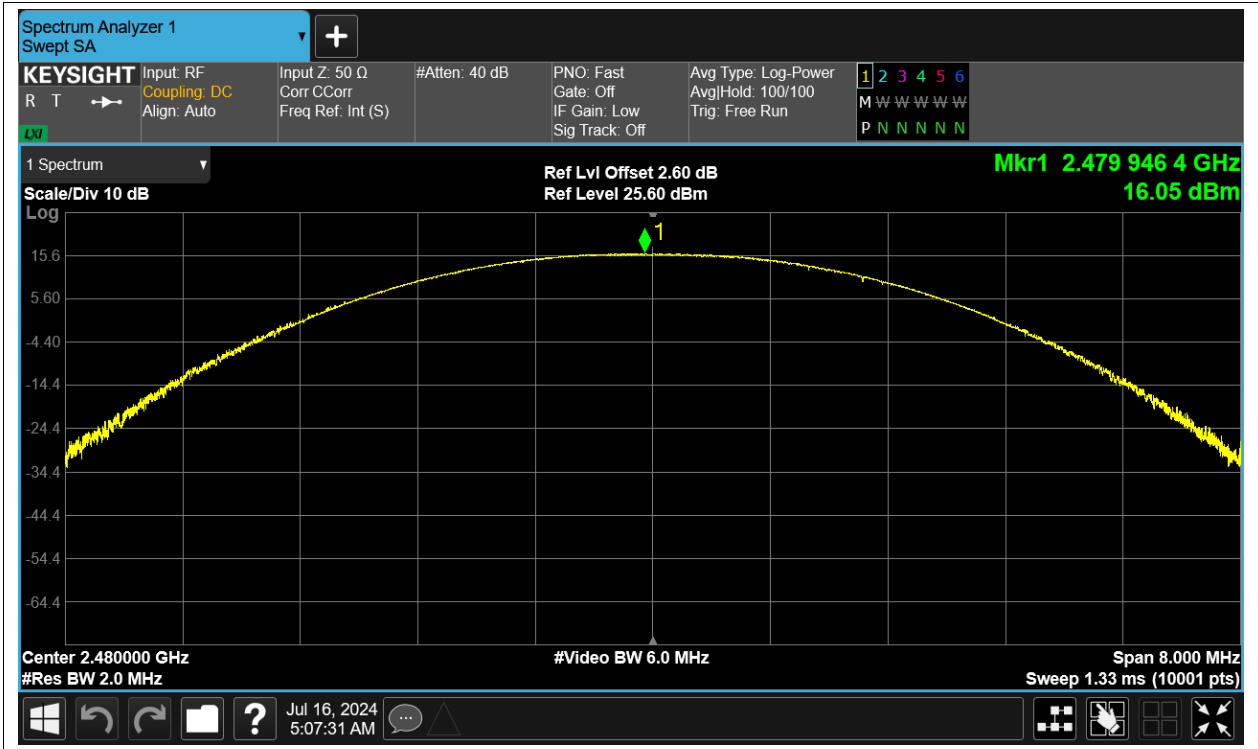 Spectrum Analyzer 1
Swept SA
KEYSIGHT
R T
LXI
Input: RF
Coupling: DC
Align: Auto
Input Z: 50 Ω
Corr CCorr
Freq Ref: Int (S)
#Atten: 40 dB
PNO: Fast
Gate: Off
IF Gain: Low
Sig Track: Off
Avg Type: Log-Power
Avg|Hold: 100/100
Trig: Free Run
1 2 3 4 5 6
M W W W W W
P N N N N N
1 Spectrum
Scale/Div 10 dB
Ref Lvl Offset 2.60 dB
Ref Level 25.60 dBm
Mkr1 2.479 946 4 GHz
16.05 dBm
Log
1
15.6
5.60
-4.40
-14.4
-24.4
-34.4
-44.4
-54.4
-64.4
Center 2.480000 GHz
#Res BW 2.0 MHz
#Video BW 6.0 MHz
Span 8.000 MHz
Sweep 1.33 ms (10001 pts)
?
Jul 16, 2024
5:07:31 AM